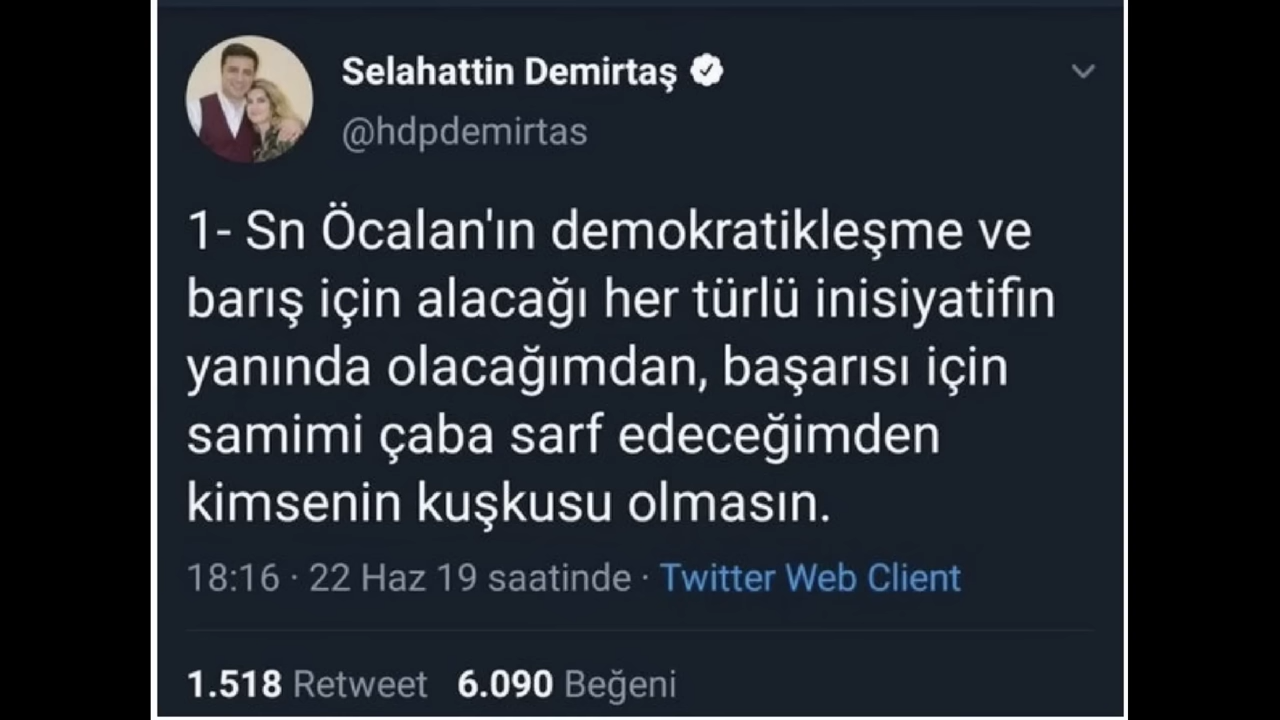 Selahattin Demirtaş
@hdpdemirtas
1- Sn Öcalan'ın demokratikleşme ve
barış için alacağı her türlü inisiyatifin
yanında olacağımdan, başarısı için
samimi çaba sarf edeceğimden
kimsenin kuşkusu olmasın.
18:16 · 22 Haz 19 saatinde · Twitter Web Client
1.518 Retweet 6.090 Beğeni